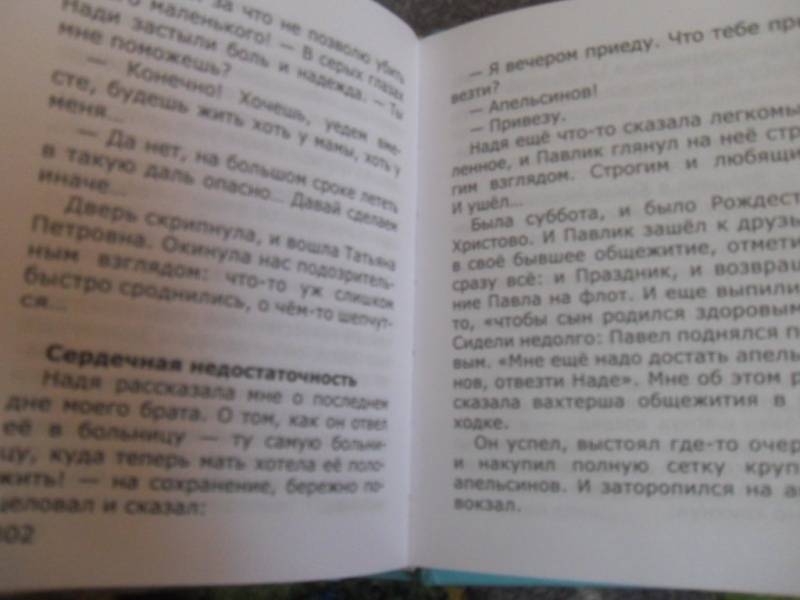 за что не позволю убить
маленького! — В серых глазах
Нади застыли боль и надежда. — Ты
мне поможешь?
— Конечно! Хочешь, уедем вме-
сте, будешь жить хоть у мамы, хоть у
меня...
— Да нет, на большом сроке лететь
в такую даль опасно... Давай сделаем
иначе...
Дверь скрипнула, и вошла Татьяна
Петровна. Окинула нас подозритель-
ным взглядом: что-то уж слишком
быстро сроднились, о чём-то шепчут-
ся...
Сердечная недостаточность
Надя рассказала мне о последнем
дне моего брата. О том, как он отвел
её в больницу — ту самую больни-
цу, куда теперь мать хотела её поло-
жить! — на сохранение, бережно по-
целовал и сказал:
302
— Я вечером приеду. Что тебе при
везти?
— Апельсинов!
— Привезу.
Надя ещё что-то сказала легкомы
ленное, и Павлик глянул на неё стро
гим взглядом. Строгим и любящи
И ушёл...
Была суббота, и было Рождест
Христово. И Павлик зашёл к друзь
в своё бывшее общежитие, отмети
сразу всё: и Праздник, и возвращ
ние Павла на флот. И еще выпили
то, «чтобы сын родился здоровым
Сидели недолго: Павел поднялся п
вым. «Мне ещё надо достать апель
нов, отвезти Наде». Мне об этом р
сказала вахтерша общежития в
ходке.
Он успел, выстоял где-то очер
и накупил полную сетку круп
апельсинов. И заторопился на а
вокзал.